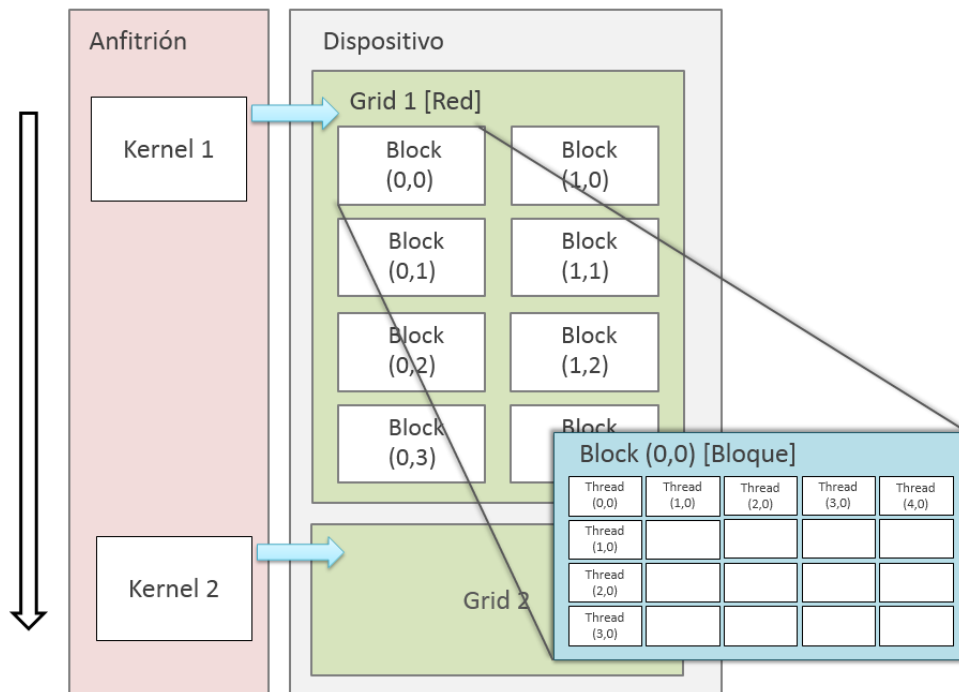 Anfitrión
Dispositivo
Kernel 1
Grid 1 [Red]
Block
(0,0)
Block
(1,0)
Block
(0,1)
Block
(1,1)
Block
(0,2)
Block
(1,2)
Block
(0,3)
Block
Block (0,0) [Bloque]
Thread
(0,0)
Thread
(1,0)
Thread
(2,0)
Thread
(3,0)
Thread
(4,0)
Thread
(1,0)
Thread
(2,0)
Thread
(3,0)
Kernel 2
Grid 2